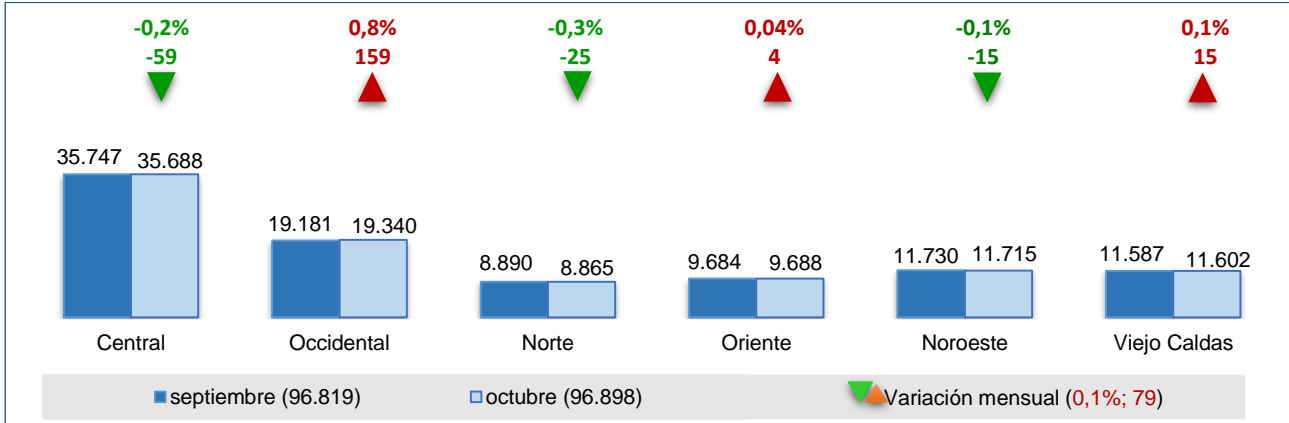 -0,2% 0,8% -0,3% 0,04% -0,1% 0,1%
-59 159 -25 4 -15 15
35.747 35.688 19.181 19.340 8.890 8.865 9.684 9.688 11.730 11.715 11.587 11.602
Central Occidental Norte Oriente Noroeste Viejo Caldas
septiembre (96.819) octubre (96.898) Variación mensual (0,1%; 79)